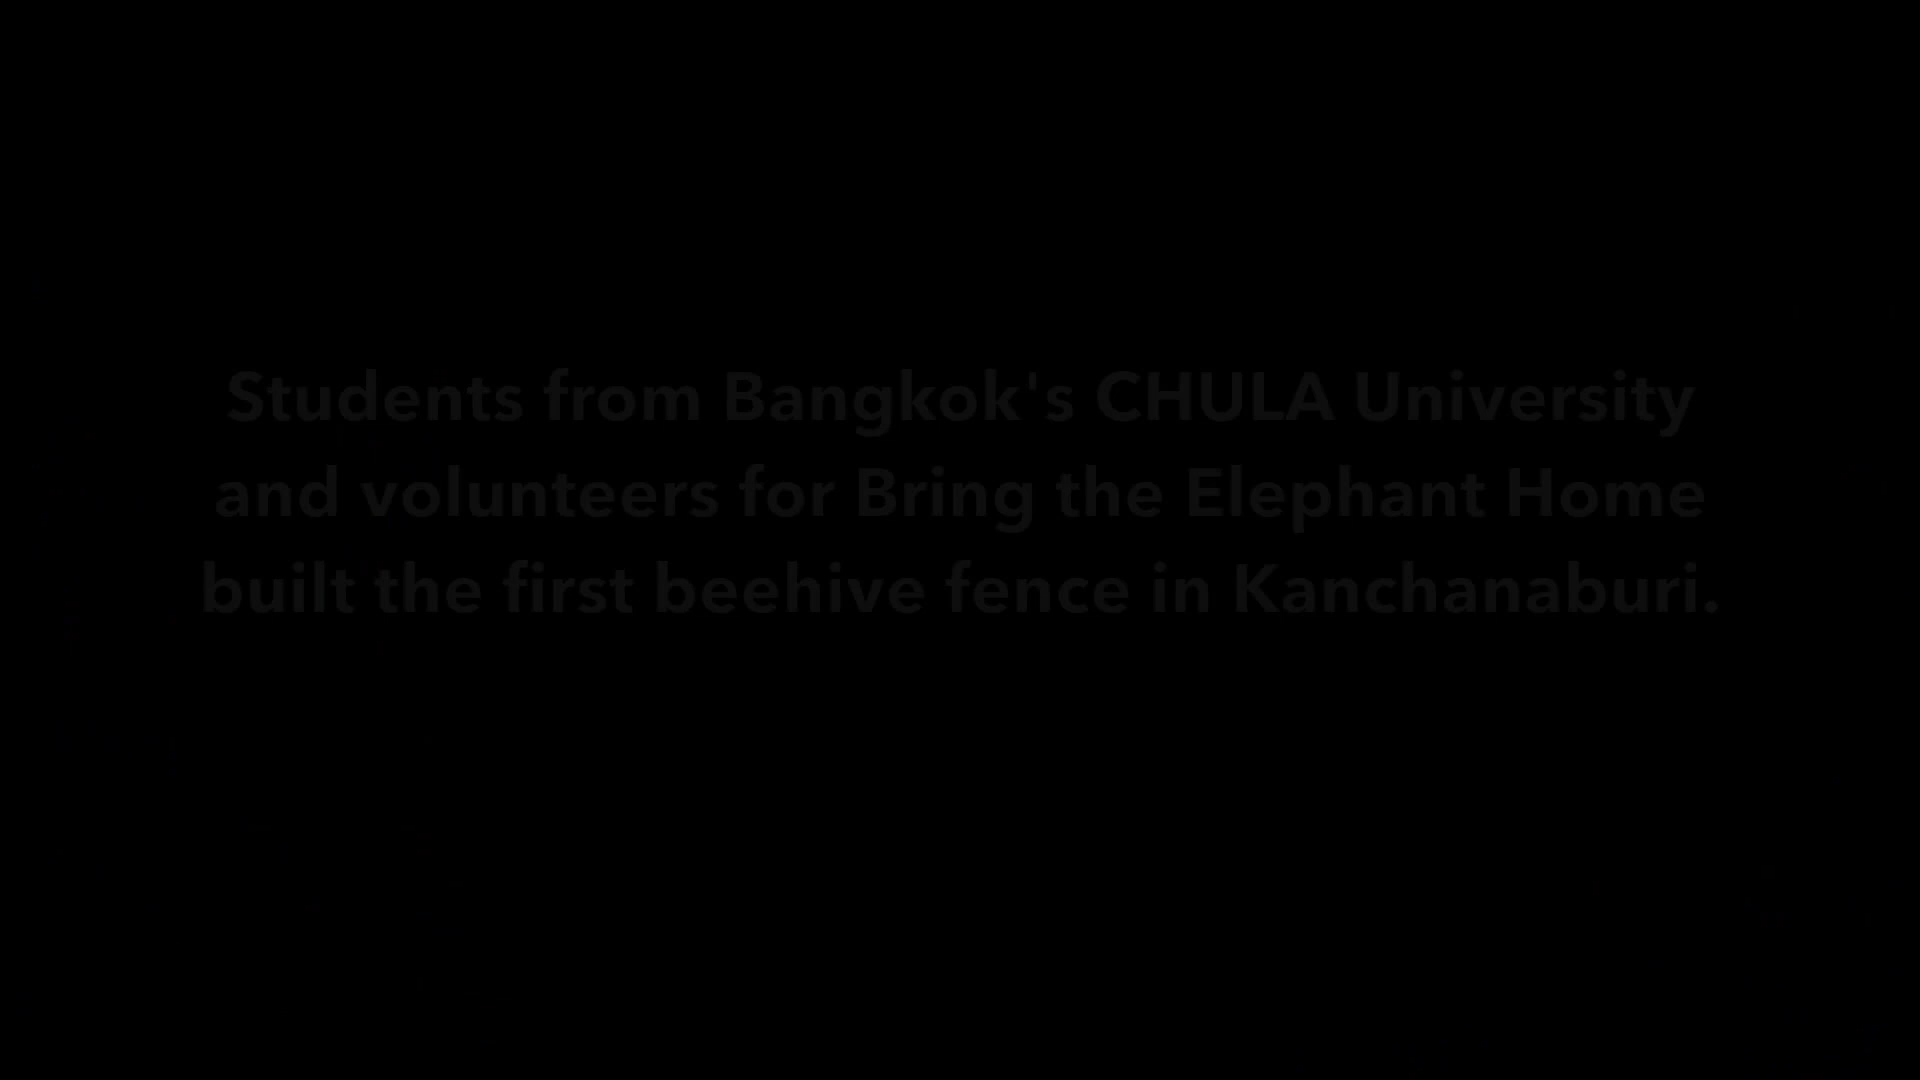 Students from Bangkok's CHULA University
and volunteers for Bring the Elephant Home
built the first beehive fence in Kanchanaburi.